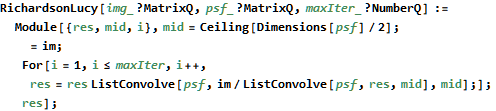 RichardsonLucy[img_?MatrixQ, psf_?MatrixQ, maxIter_?NumberQ] :=
Module[{res, mid, i}, mid = Ceiling[Dimensions[psf] / 2];
= im;
For[i = 1, i ≤ maxIter, i++,
res = res ListConvolve[psf, im / ListConvolve[psf, res, mid], mid];];
res];